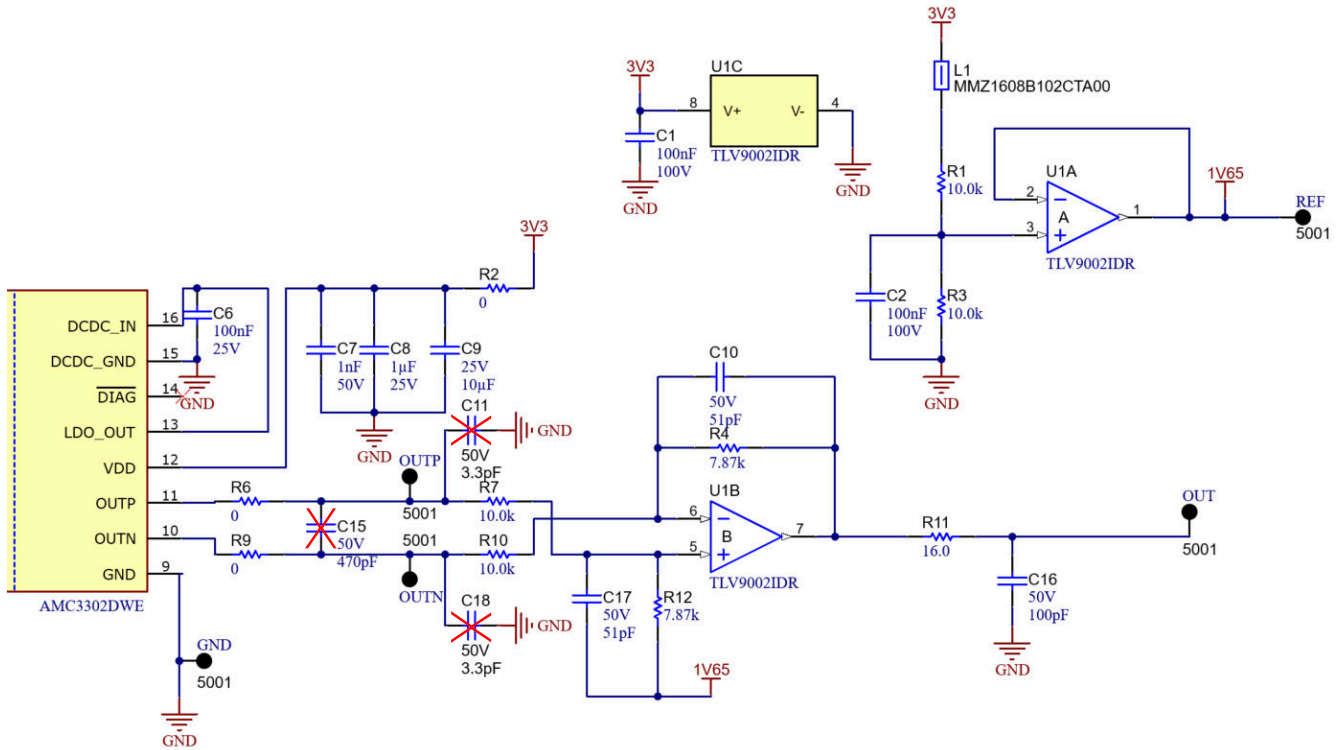 3V3
L1
MMZ1608B102CTA00
3V3
U1C
8
V+
V-
4
TLV9002IDR
C1
100nF
100V
GND
GND
R1
10.0k
U1A
2
A
3
1
TLV9002IDR
1V65
REF
5001
C2
100nF
100V
R3
10.0k
GND
3V3
R2
0
DCDC_IN
16
C6
100nF
25V
DCDC_GND
15
DIAG
14
GND
LDO_OUT
13
VDD
12
OUTP
11
OUTN
10
GND
9
AMC3302DWE
C7
1nF
50V
C8
1µF
25V
C9
25V
10µF
GND
C11
50V
3.3pF
GND
OUTP
5001
R6
0
R9
0
C15
50V
470pF
5001
OUTN
R7
10.0k
R10
10.0k
C18
50V
3.3pF
GND
C10
50V
51pF
R4
7.87k
U1B
6
B
5
7
TLV9002IDR
C17
50V
51pF
R12
7.87k
1V65
R11
16.0
C16
50V
100pF
GND
OUT
5001
GND
5001
GND